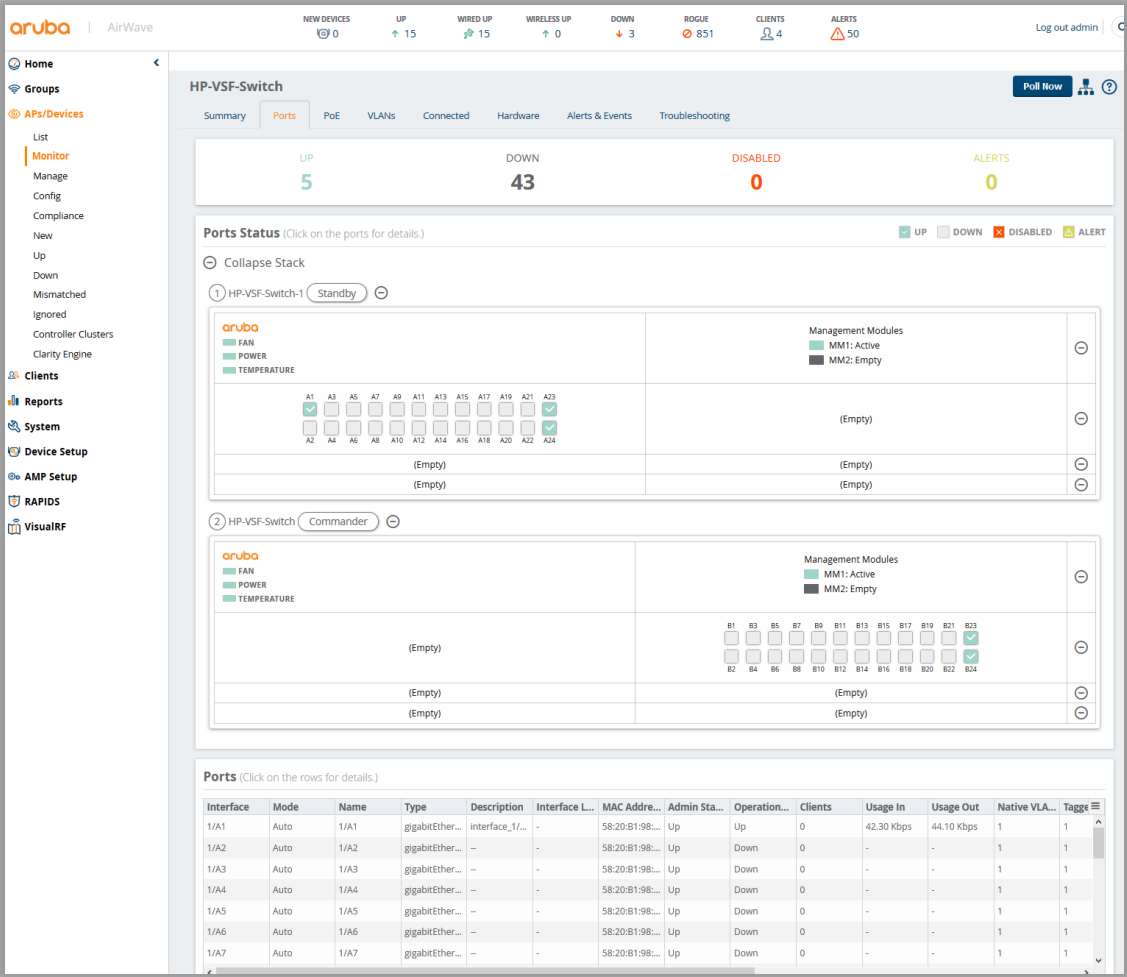 aruba | AirWave
NEW DEVICES UP WIRED UP WIRELESS UP DOWN ROGUE CLIENTS ALERTS
0 15 15 0 3 851 4 50
Log out admin
Home
Groups
APs/Devices
List
Monitor
Manage
Config
Compliance
New
Up
Down
Mismatched
Ignored
Controller Clusters
Clarity Engine
Clients
Reports
System
Device Setup
AMP Setup
RAPIDS
VisualRF
HP-VSF-Switch
Poll Now
Summary Ports PoE VLANs Connected Hardware Alerts & Events Troubleshooting
UP DOWN DISABLED ALERTS
5 43 0 0
Ports Status (Click on the ports for details.)
UP DOWN DISABLED ALERT
Collapse Stack
1 HP-VSF-Switch-1 Standby
aruba
FAN
POWER
TEMPERATURE
Management Modules
MM1: Active
MM2: Empty
A1 A3 A5 A7 A9 A11 A13 A15 A17 A19 A21 A23
A2 A4 A6 A8 A10 A12 A14 A16 A18 A20 A22 A24
(Empty)
(Empty) (Empty)
(Empty) (Empty)
2 HP-VSF-Switch Commander
aruba
FAN
POWER
TEMPERATURE
Management Modules
MM1: Active
MM2: Empty
(Empty)
B1 B3 B5 B7 B9 B11 B13 B15 B17 B19 B21 B23
B2 B4 B6 B8 B10 B12 B14 B16 B18 B20 B22 B24
(Empty) (Empty)
(Empty) (Empty)
Ports (Click on the rows for details.)
Interface Mode Name Type Description Interface L... MAC Addre... Admin Sta... Operation... Clients Usage In Usage Out Native VLA... Tagge
1/A1 Auto 1/A1 gigabitEther... interface_1/... - 58:20:B1:98:... Up Up 0 42.30 Kbps 44.10 Kbps 1 1
1/A2 Auto 1/A2 gigabitEther... -- - 58:20:B1:98:... Up Down 0 - - 1 1
1/A3 Auto 1/A3 gigabitEther... -- - 58:20:B1:98:... Up Down 0 - - 1 1
1/A4 Auto 1/A4 gigabitEther... -- - 58:20:B1:98:... Up Down 0 - - 1 1
1/A5 Auto 1/A5 gigabitEther... -- - 58:20:B1:98:... Up Down 0 - - 1 1
1/A6 Auto 1/A6 gigabitEther... -- - 58:20:B1:98:... Up Down 0 - - 1 1
1/A7 Auto 1/A7 gigabitEther... -- - 58:20:B1:98:... Up Down 0 - - 1 1